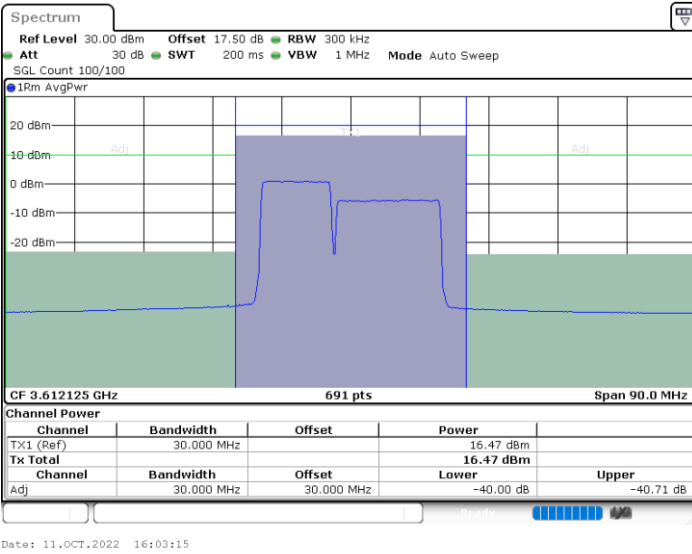 Spectrum
Ref Level 30.00 dBm Offset 17.50 dB RBW 300 kHz
Att 30 dB SWT 200 ms VBW 1 MHz Mode Auto Sweep
SGL Count 100/100
1Rm AvgPwr
20 dBm
TX1
Adj Adj
10 dBm
0 dBm
-10 dBm
-20 dBm
CF 3.612125 GHz 691 pts Span 90.0 MHz
Channel Power
Channel Bandwidth Offset Power
TX1 (Ref) 30.000 MHz 16.47 dBm
Tx Total 16.47 dBm
Channel Bandwidth Offset Lower Upper
Adj 30.000 MHz 30.000 MHz -40.00 dB -40.71 dB
Ready
Date: 11.OCT.2022 16:03:15